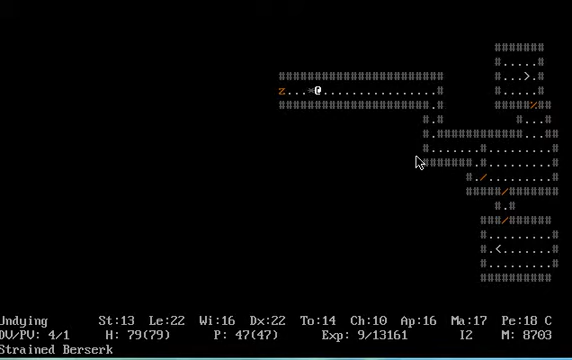 Undying St:13 Le:22 Wi:16 Dx:22 To:14 Ch:10 Ap:16 Ma:17 Pe:18 C
DV/PV: 4/1 H: 79(79) P: 47(47) Exp: 9/13161 I2 M: 8703
Strained Berserk